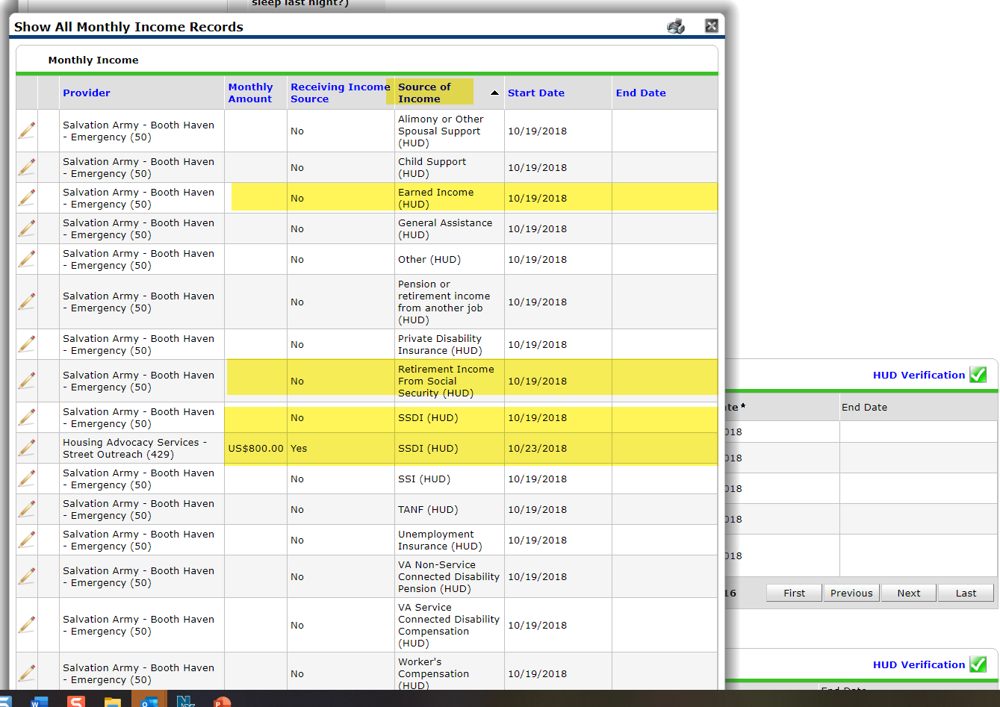 sleep last night?)
Show All Monthly Income Records
Monthly Income
Provider
Monthly
Amount
Receiving Income
Source
Source of
Income
Start Date
End Date
Salvation Army - Booth Haven
- Emergency (50)
No
Alimony or Other
Spousal Support
(HUD)
10/19/2018
Salvation Army - Booth Haven
- Emergency (50)
No
Child Support
(HUD)
10/19/2018
Salvation Army - Booth Haven
- Emergency (50)
No
Earned Income
(HUD)
10/19/2018
Salvation Army - Booth Haven
- Emergency (50)
No
General Assistance
(HUD)
10/19/2018
Salvation Army - Booth Haven
- Emergency (50)
No
Other (HUD)
10/19/2018
Salvation Army - Booth Haven
- Emergency (50)
No
Pension or
retirement income
from another job
(HUD)
10/19/2018
Salvation Army - Booth Haven
- Emergency (50)
No
Private Disability
Insurance (HUD)
10/19/2018
Salvation Army - Booth Haven
- Emergency (50)
No
Retirement Income
From Social
Security (HUD)
10/19/2018
Salvation Army - Booth Haven
- Emergency (50)
No
SSDI (HUD)
10/19/2018
Housing Advocacy Services -
Street Outreach (429)
US$800.00
Yes
SSDI (HUD)
10/23/2018
Salvation Army - Booth Haven
- Emergency (50)
No
SSI (HUD)
10/19/2018
Salvation Army - Booth Haven
- Emergency (50)
No
TANF (HUD)
10/19/2018
Salvation Army - Booth Haven
- Emergency (50)
No
Unemployment
Insurance (HUD)
10/19/2018
Salvation Army - Booth Haven
- Emergency (50)
No
VA Non-Service
Connected Disability
Pension (HUD)
10/19/2018
Salvation Army - Booth Haven
- Emergency (50)
No
VA Service
Connected Disability
Compensation
(HUD)
10/19/2018
Salvation Army - Booth Haven
- Emergency (50)
No
Worker's
Compensation
(HUD)
10/19/2018
HUD Verification
te*
End Date
018
018
018
018
018
16
First
Previous
Next
Last
HUD Verification
End Date